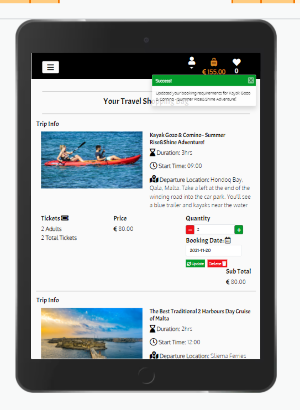 € 155.00
0
Success!
Updated your booking requirements for Kayak Gozo
& Comino - Summer Rise&Shine Adventure!
Your Travel Sho
Trip Info
Kayak Gozo & Comino - Summer
Rise&Shine Adventure!
Duration: 3hrs
Start Time: 09:00
Departure Location: Hondoq Bay,
Qala, Malta. Take a left at the end of the
winding road into the car park. You'll see
a blue trailer and kayaks near the water
Tickets
Price
Quantity
2 Adults
€ 80.00
2
2 Total Tickets
Booking Date:
2021-11-20
Update
Delete
Sub Total
€ 80.00
Trip Info
The Best Traditional 2 Harbours Day Cruise
of Malta
Duration: 2hrs
Start Time: 12:00
Departure Location: Sliema Ferries,